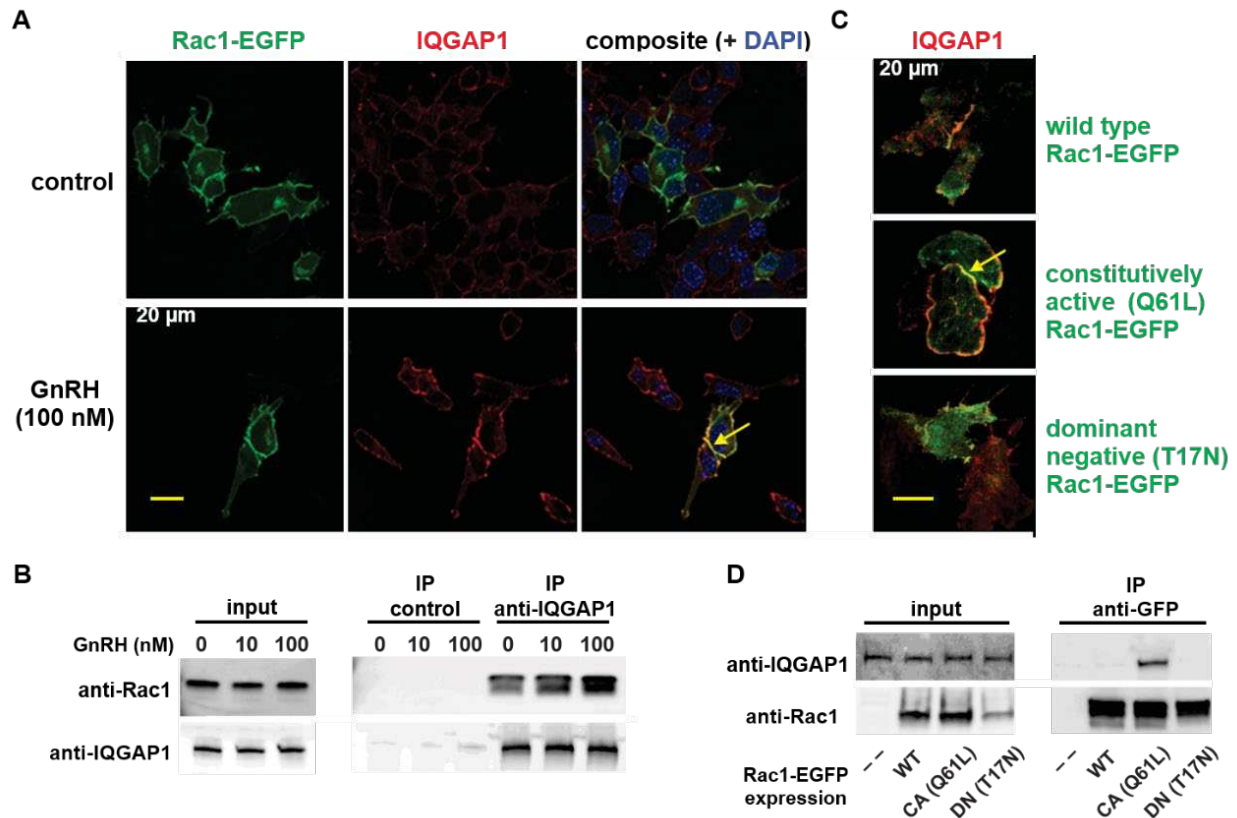 A
Rac1-EGFP IQGAP1 composite (+ DAPI)
control
20 µm
GnRH
(100 nM)
C
IQGAP1
20 µm
wild type
Rac1-EGFP
constitutively
active (Q61L)
Rac1-EGFP
dominant
negative (T17N)
Rac1-EGFP
B
input
IP
control
IP
anti-IQGAP1
GnRH (nM) 0 10 100 0 10 100 0 10 100
anti-Rac1
anti-IQGAP1
D
input
IP
anti-GFP
anti-IQGAP1
anti-Rac1
Rac1-EGFP
expression
-- WT CA (Q61L) DN (T17N) -- WT CA (Q61L) DN (T17N)